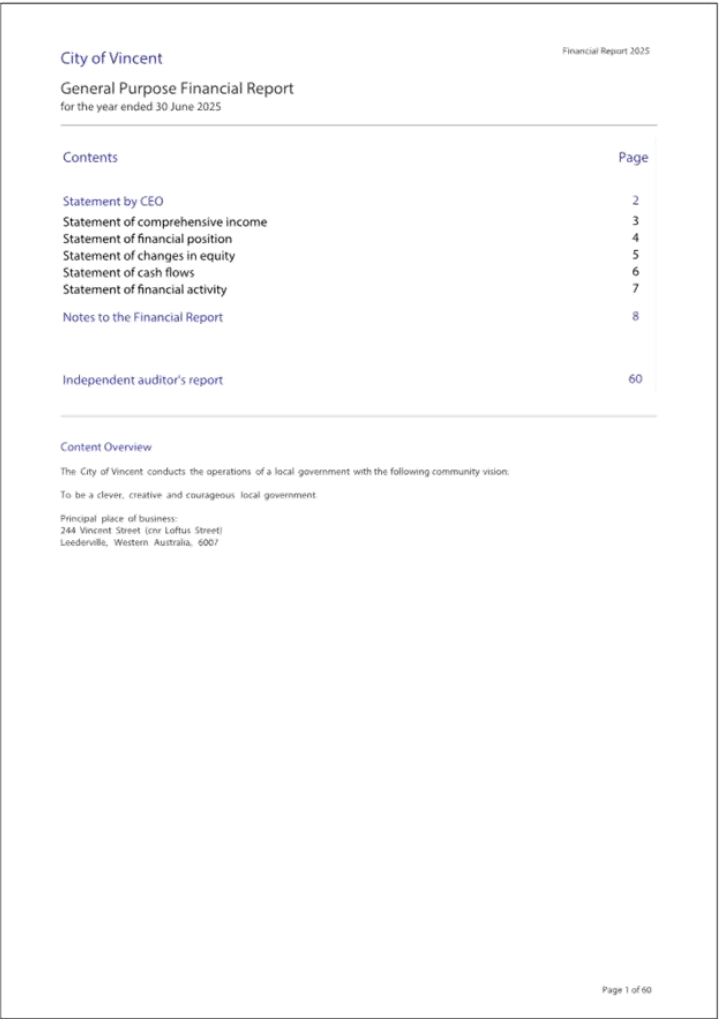 Financial Report 2025
City of Vincent
General Purpose Financial Report
for the year ended 30 June 2025
Contents Page
Statement by CEO 2
Statement of comprehensive income 3
Statement of financial position 4
Statement of changes in equity 5
Statement of cash flows 6
Statement of financial activity 7
Notes to the Financial Report 8
Independent auditor's report 60
Content Overview
The City of Vincent conducts the operations of a local government with the following community vision:
To be a clever, creative and courageous local government.
Principal place of business:
244 Vincent Street (cnr Loftus Street)
Leederville, Western Australia, 6007
Page 1 of 60